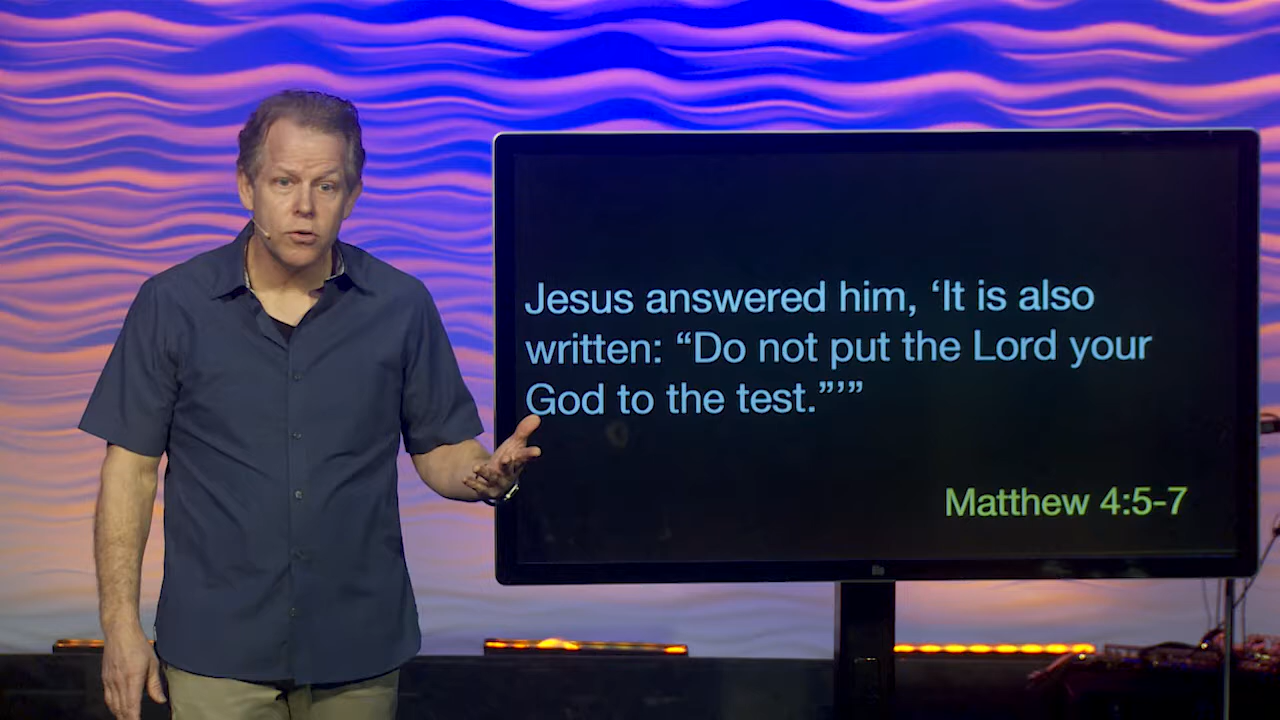 Jesus answered him, ‘It is also
written: “Do not put the Lord your
God to the test.”’”
Matthew 4:5-7